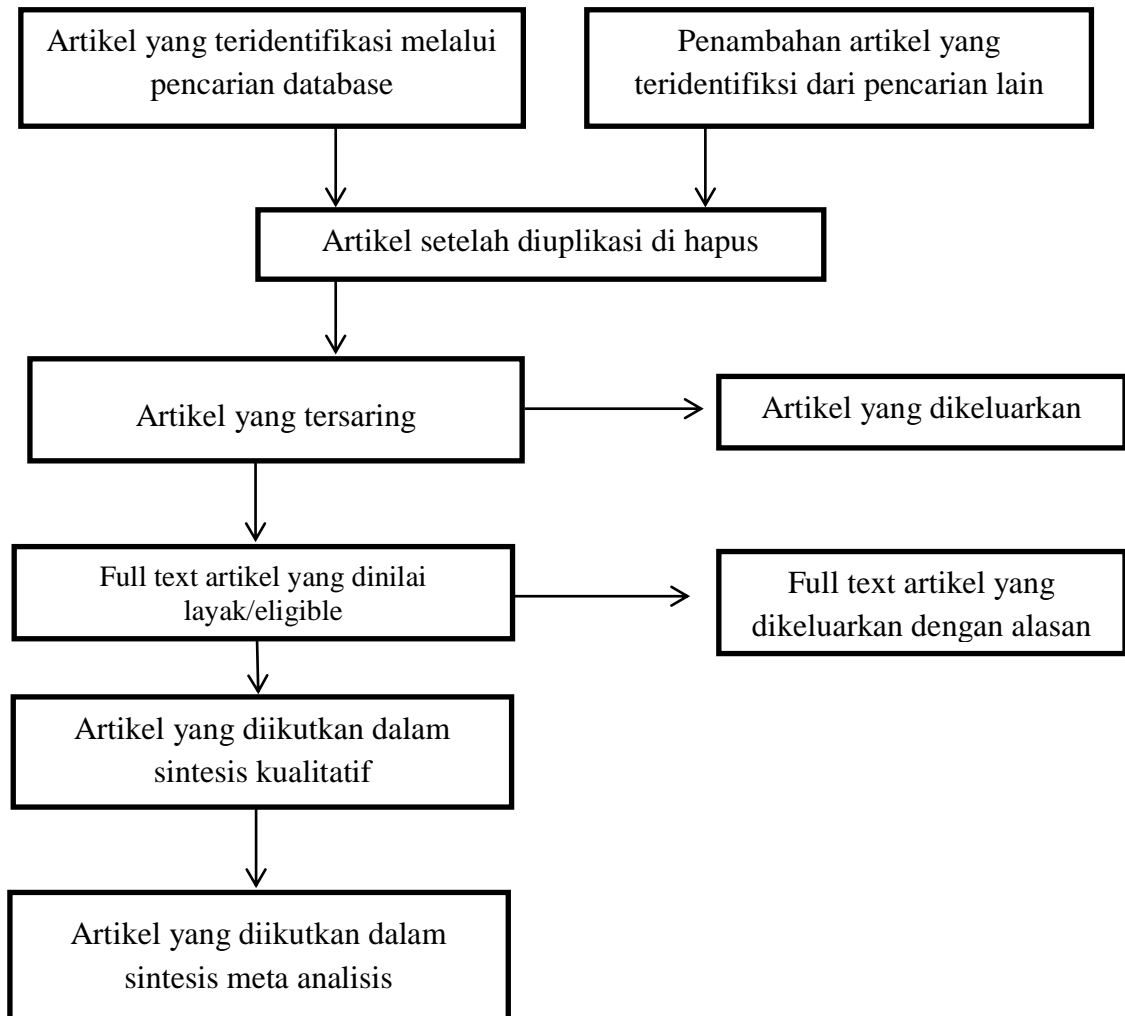 Artikel yang teridentifikasi melalui
pencarian database
Penambahan artikel yang
teridentifiksi dari pencarian lain
Artikel setelah diuplikasi di hapus
Artikel yang tersaring
Artikel yang dikeluarkan
Full text artikel yang dinilai
layak/eligible
Full text artikel yang
dikeluarkan dengan alasan
Artikel yang diikutkan dalam
sintesis kualitatif
Artikel yang diikutkan dalam
sintesis meta analisis